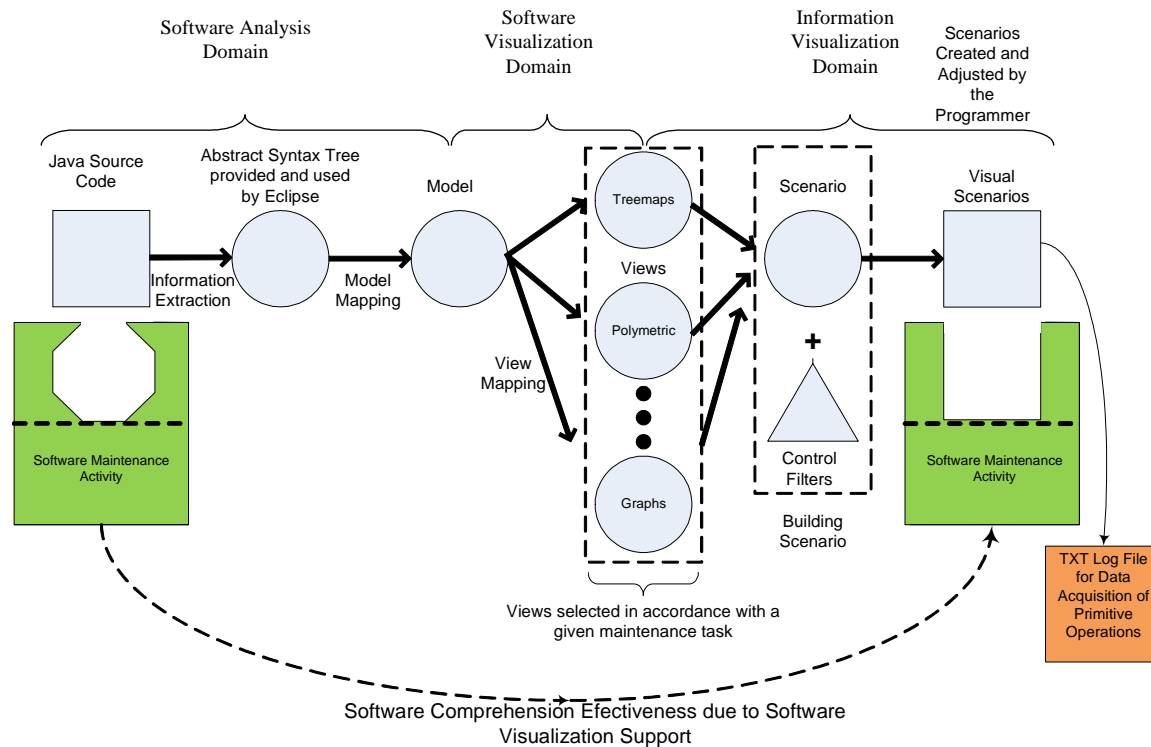 Software Analysis
Domain
Software
Visualization
Domain
Information
Visualization
Domain
Scenarios
Created and
Adjusted by
the
Programmer
Java Source
Code
Abstract Syntax Tree
provided and used
by Eclipse
Model
Treemaps
Scenario
Visual
Scenarios
Information
Extraction
Model
Mapping
Views
Polymetric
View
Mapping
+
Control
Filters
Graphs
Building
Scenario
Software Maintenance
Activity
Software Maintenance
Activity
TXT Log File
for Data
Acquisition of
Primitive
Operations
Views selected in accordance with a
given maintenance task
Software Comprehension Efectiveness due to Software
Visualization Support